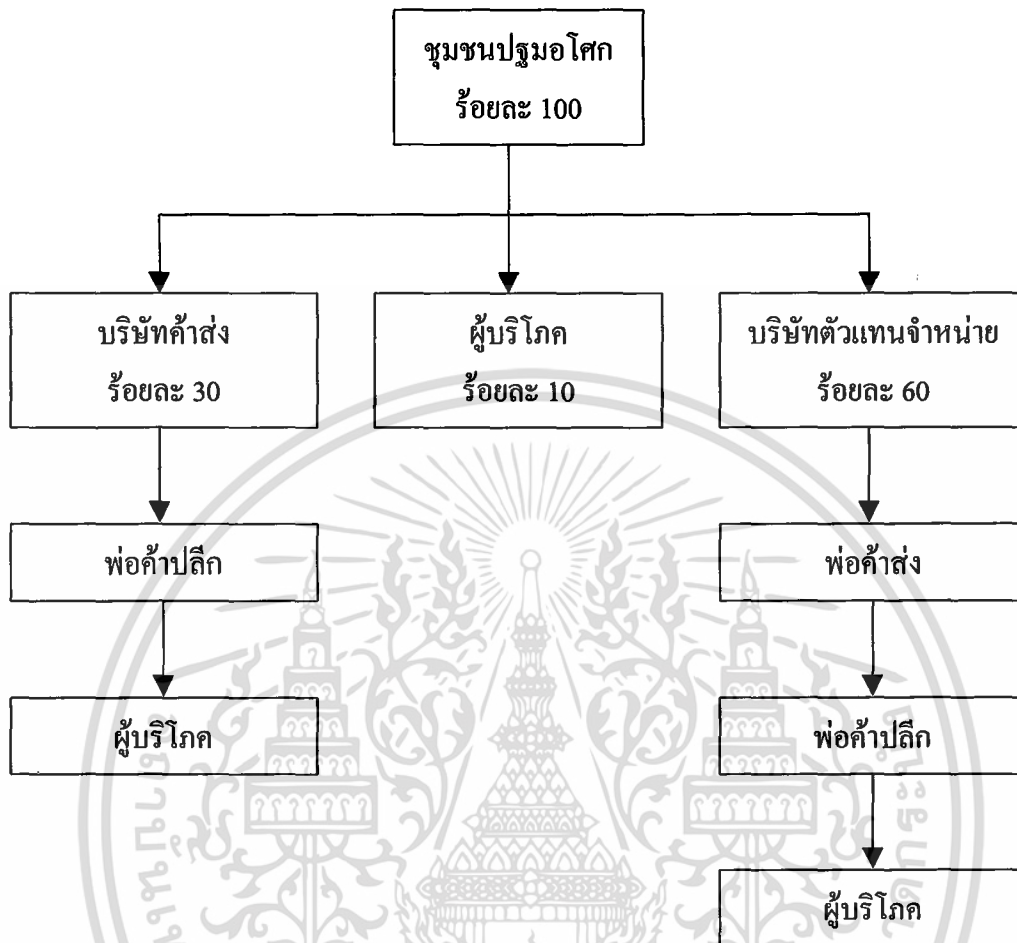 ชุมชนปฐมอโศก
ร้อยละ 100
บริษัทค้าส่ง
ร้อยละ 30
ผู้บริโภค
ร้อยละ 10
บริษัทตัวแทนจำหน่าย
ร้อยละ 60
พ่อค้าปลีก
พ่อค้าส่ง
ผู้บริโภค
พ่อค้าปลีก
ผู้บริโภค